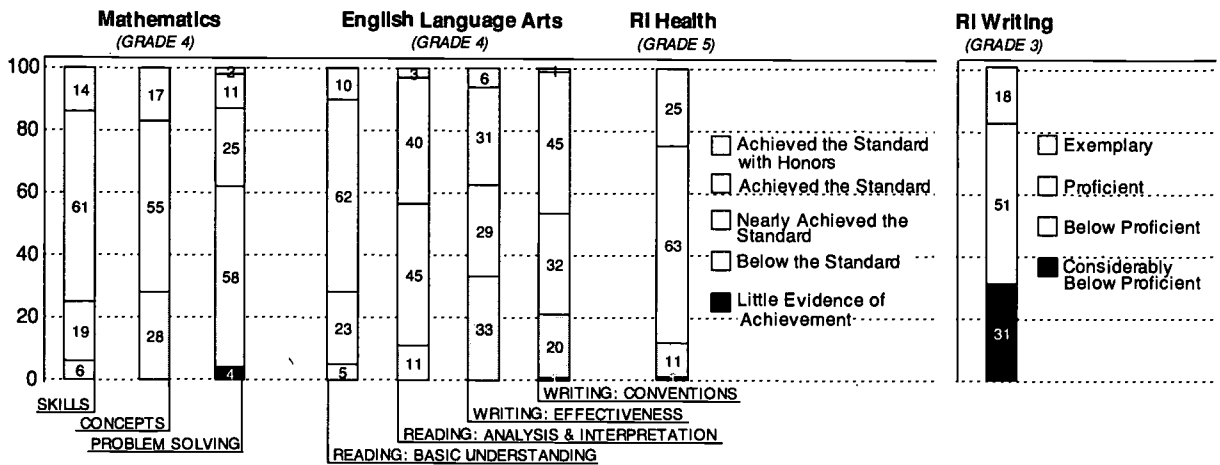 Mathematics
(GRADE 4)
English Language Arts
(GRADE 4)
RI Health
(GRADE 5)
RI Writing
(GRADE 3)
100
80
60
40
20
0
14
61
19
6
17
55
28
2
11
25
58
4
10
62
23
5
3
40
45
11
6
31
29
33
1
45
32
20
25
63
11
Achieved the Standard
with Honors
Achieved the Standard
Nearly Achieved the
Standard
Below the Standard
Little Evidence of
Achievement
18
51
31
Exemplary
Proficient
Below Proficient
Considerably
Below Proficient
SKILLS
CONCEPTS
PROBLEM SOLVING
WRITING: CONVENTIONS
WRITING: EFFECTIVENESS
READING: ANALYSIS & INTERPRETATION
READING: BASIC UNDERSTANDING